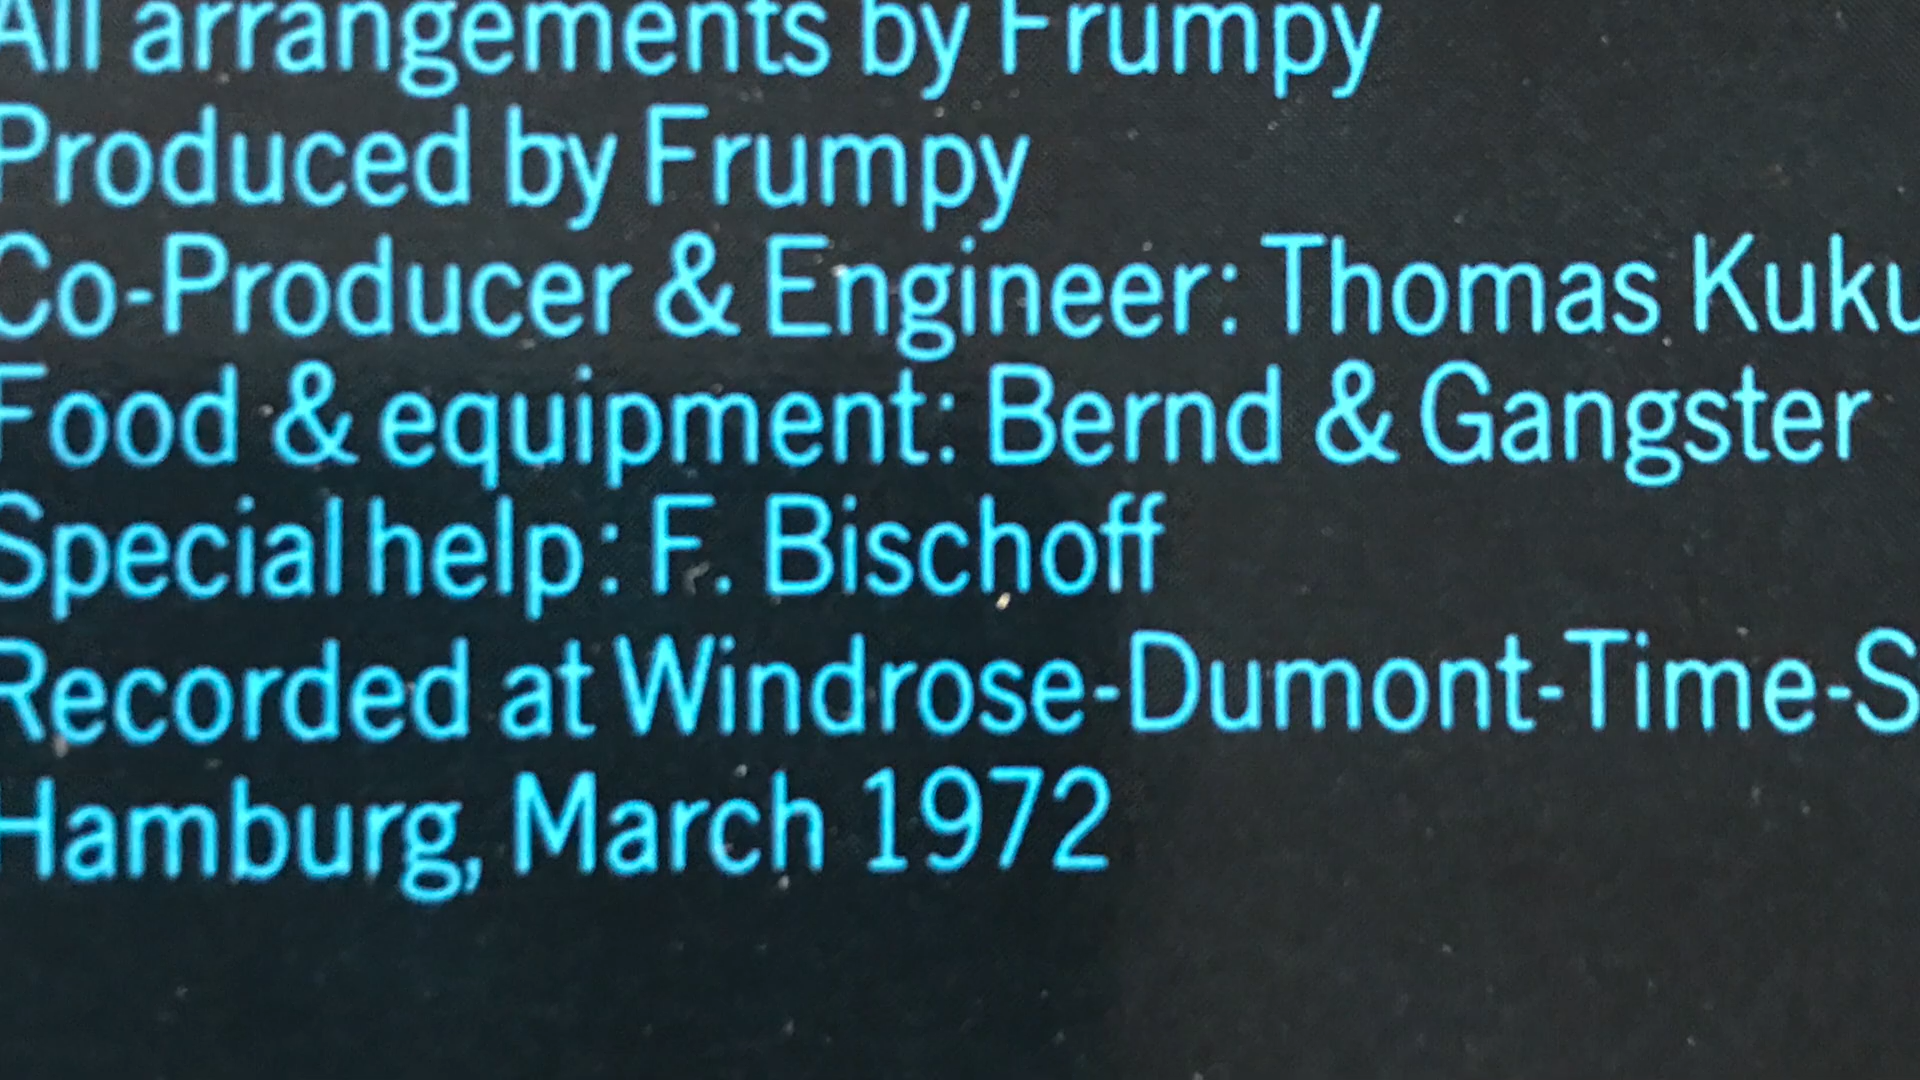 All arrangements by Frumpy
Produced by Frumpy
Co-Producer & Engineer: Thomas Kuku
Food & equipment: Bernd & Gangster
Special help: F. Bischoff
Recorded at Windrose-Dumont-Time-S
Hamburg, March 1972